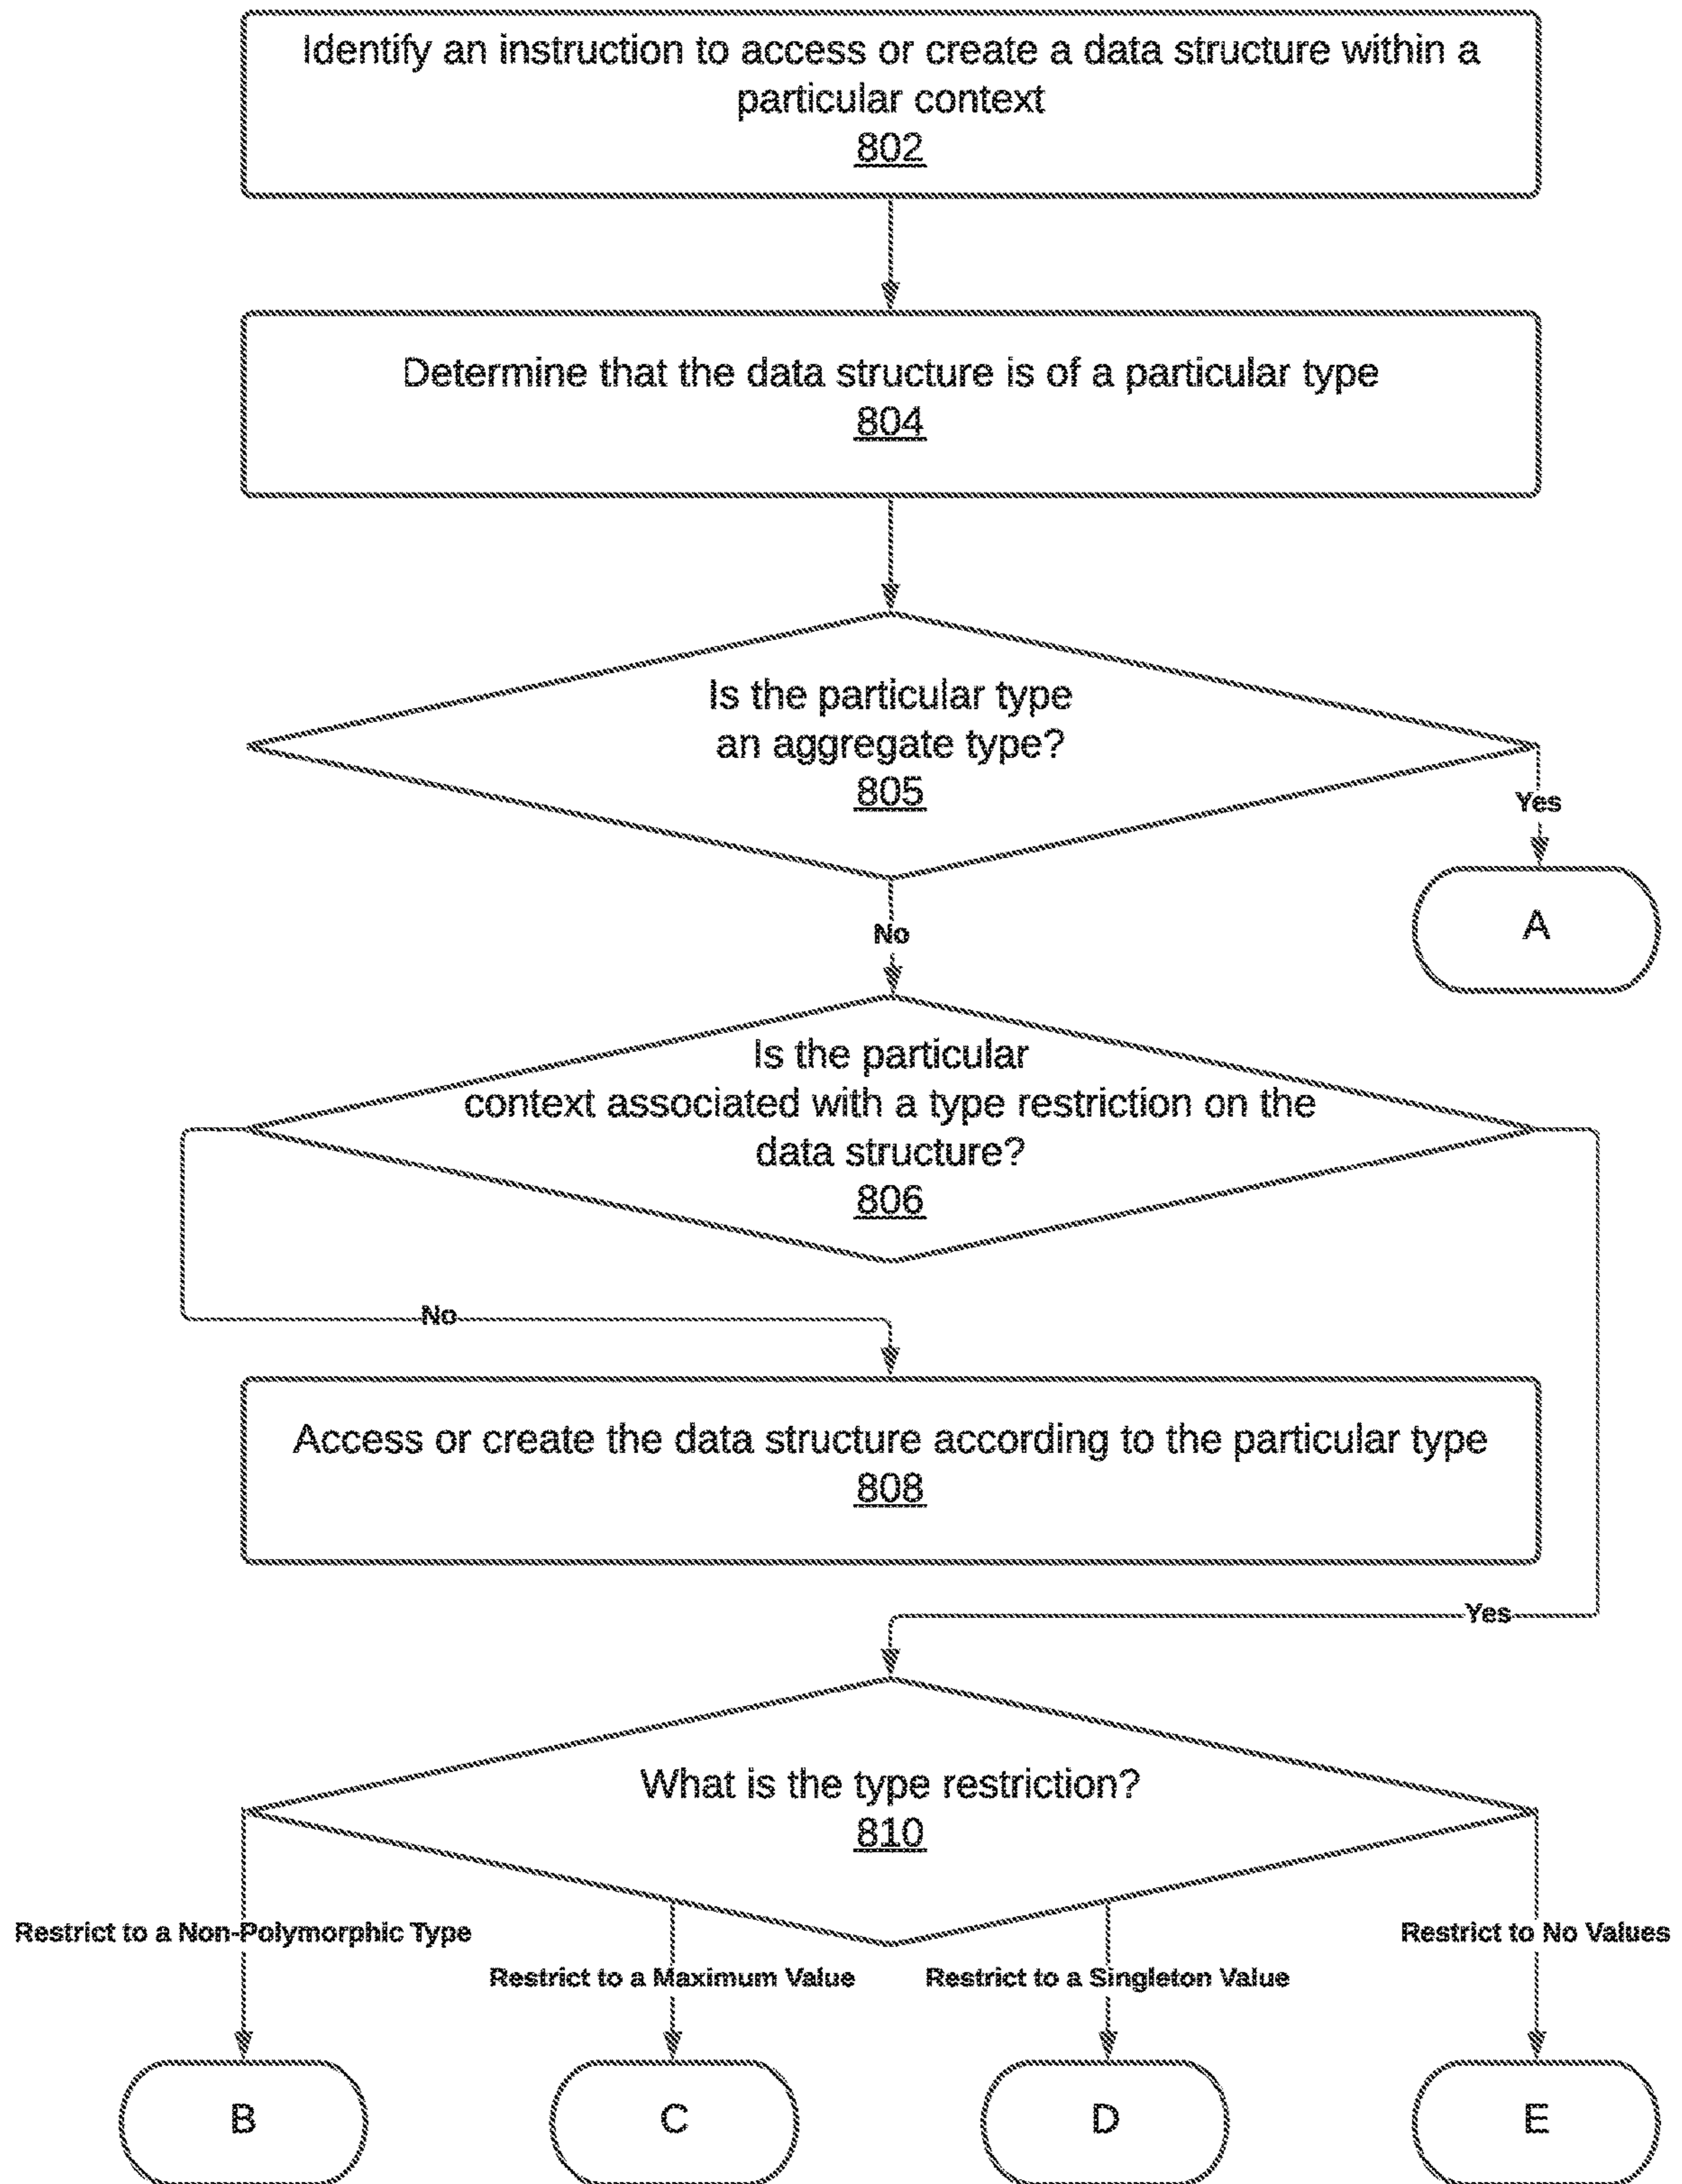 Identify an instruction to access or create a data structure within a
particular context
802
Determine that the data structure is of a particular type
804
Is the particular type
an aggregate type?
805
Yes
A
No
Is the particular
context associated with a type restriction on the
data structure?
806
No
Access or create the data structure according to the particular type
808
Yes
What is the type restriction?
810
Restrict to a Non-Polymorphic Type
Restrict to No Values
Restrict to a Maximum Value
Restrict to a Singleton Value
B
C
D
E